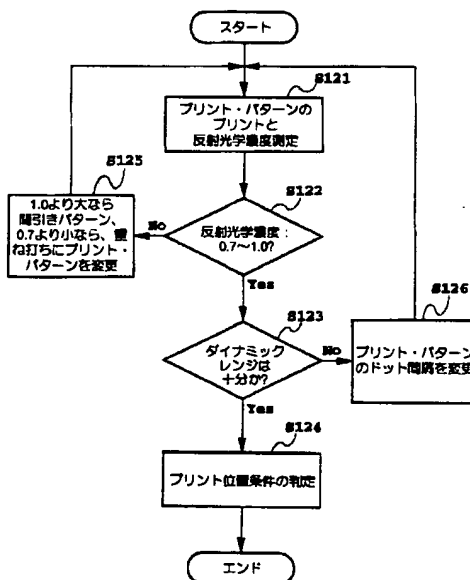 スタート
S121
プリント・パターンの
プリントと
反射光学濃度測定
S125
1.0より大なら
間引きパターン、
0.7より小なら、重
ね打ちにプリント・
パターンを変更
No
S122
反射光学濃度:
0.7〜1.0?
Yes
S123
ダイナミック
レンジは
十分か?
No
S126
プリント・パターン
のドット間隔を変更
Yes
S124
プリント位置条件の判定
エンド